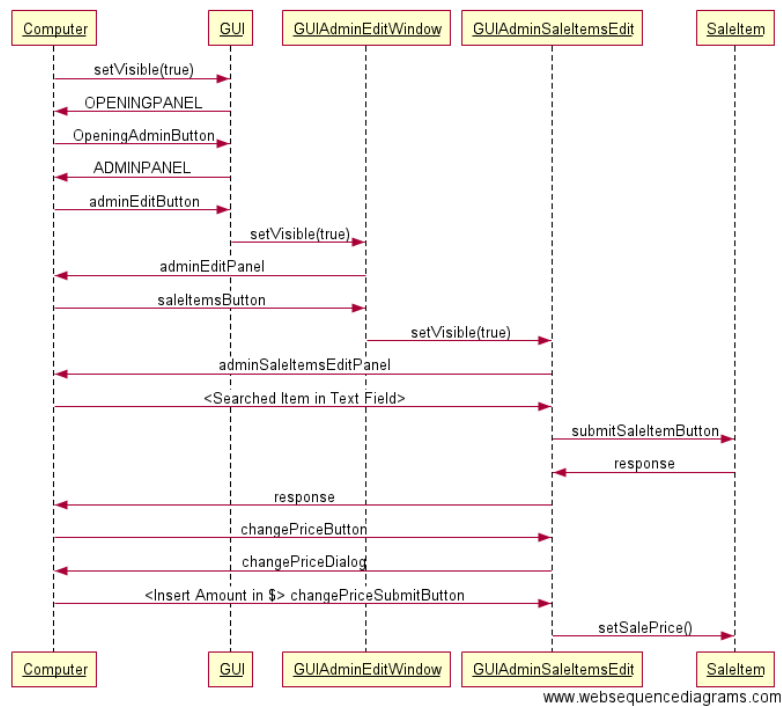 Computer GUI GUIAdminEditWindow GUIAdminSaleItemsEdit SaleItem
setVisible(true)
OPENINGPANEL
OpeningAdminButton
ADMINPANEL
adminEditButton
setVisible(true)
adminEditPanel
saleItemsButton
setVisible(true)
adminSaleItemsEditPanel
<Searched Item in Text Field>
submitSaleItemButton
response
response
changePriceButton
changePriceDialog
<Insert Amount in $> changePriceSubmitButton
setSalePrice()
Computer GUI GUIAdminEditWindow GUIAdminSaleItemsEdit SaleItem
www.websequencediagrams.com